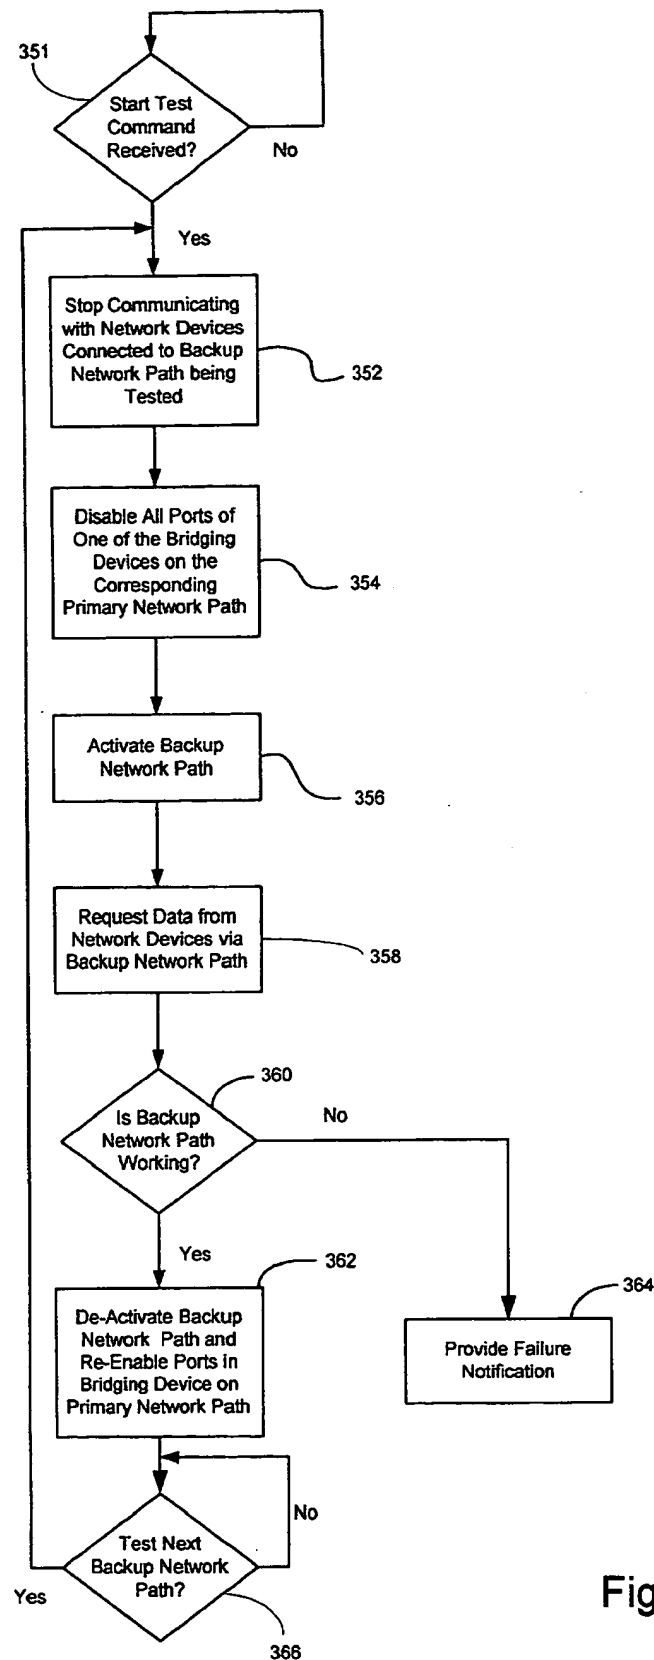 351
Start Test
Command
Received?
No
Yes
Stop Communicating
with Network Devices
Connected to Backup
Network Path being
Tested
352
Disable All Ports of
One of the Bridging
Devices on the
Corresponding
Primary Network Path
354
Activate Backup
Network Path
356
Request Data from
Network Devices via
Backup Network Path
358
360
Is Backup
Network Path
Working?
No
Yes
362
De-Activate Backup
Network Path and
Re-Enable Ports in
Bridging Device on
Primary Network Path
364
Provide Failure
Notification
No
Test Next
Backup Network
Path?
Yes
366
Fig